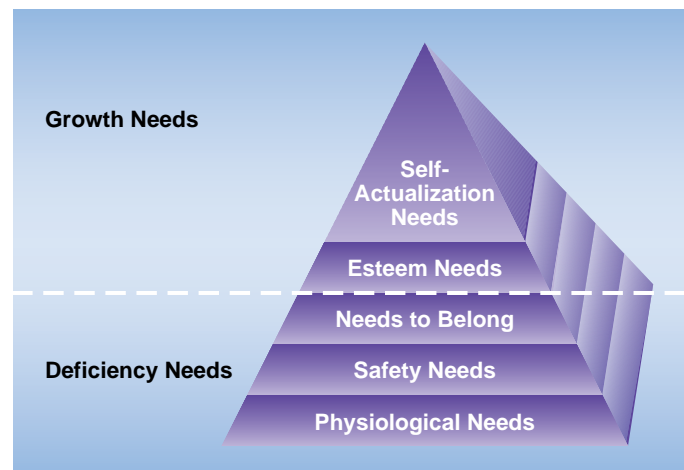 Growth Needs
Self-
Actualization
Needs
Esteem Needs
Needs to Belong
Deficiency Needs
Safety Needs
Physiological Needs